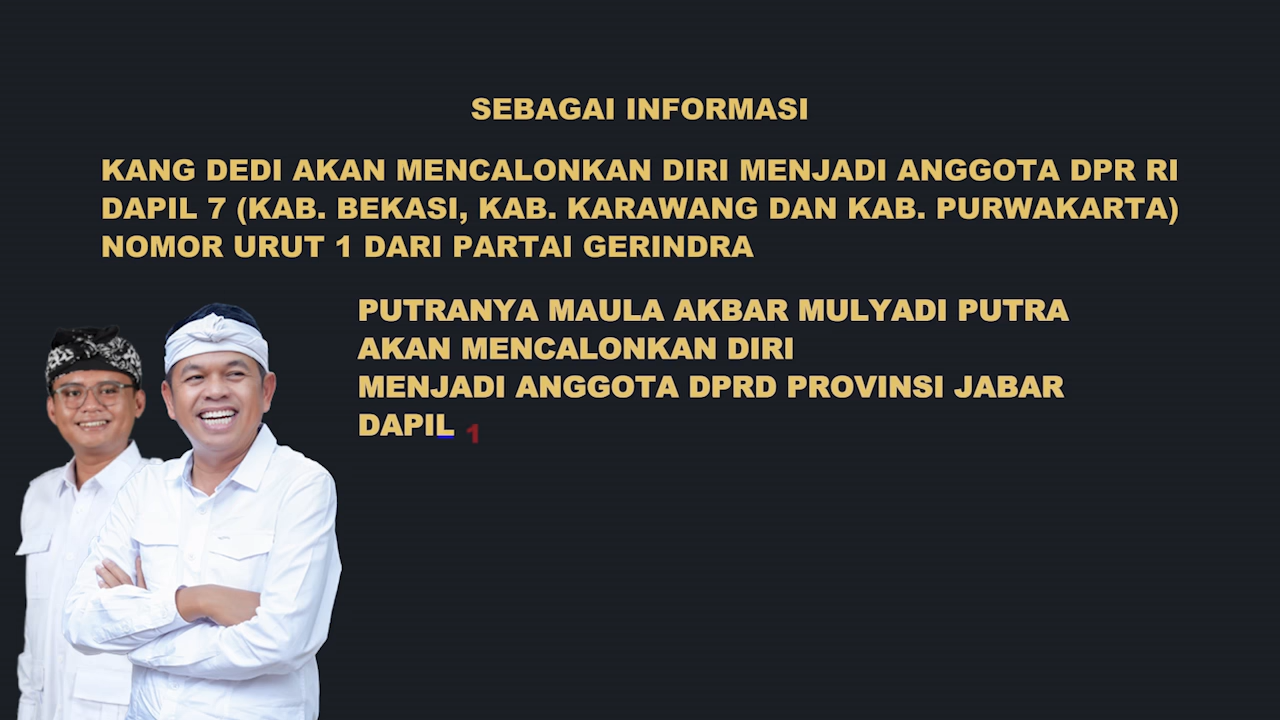 SEBAGAI INFORMASI
KANG DEDI AKAN MENCALONKAN DIRI MENJADI ANGGOTA DPR RI
DAPIL 7 (KAB. BEKASI, KAB. KARAWANG DAN KAB. PURWAKARTA)
NOMOR URUT 1 DARI PARTAI GERINDRA
PUTRANYA MAULA AKBAR MULYADI PUTRA
AKAN MENCALONKAN DIRI
MENJADI ANGGOTA DPRD PROVINSI JABAR
DAPIL 1